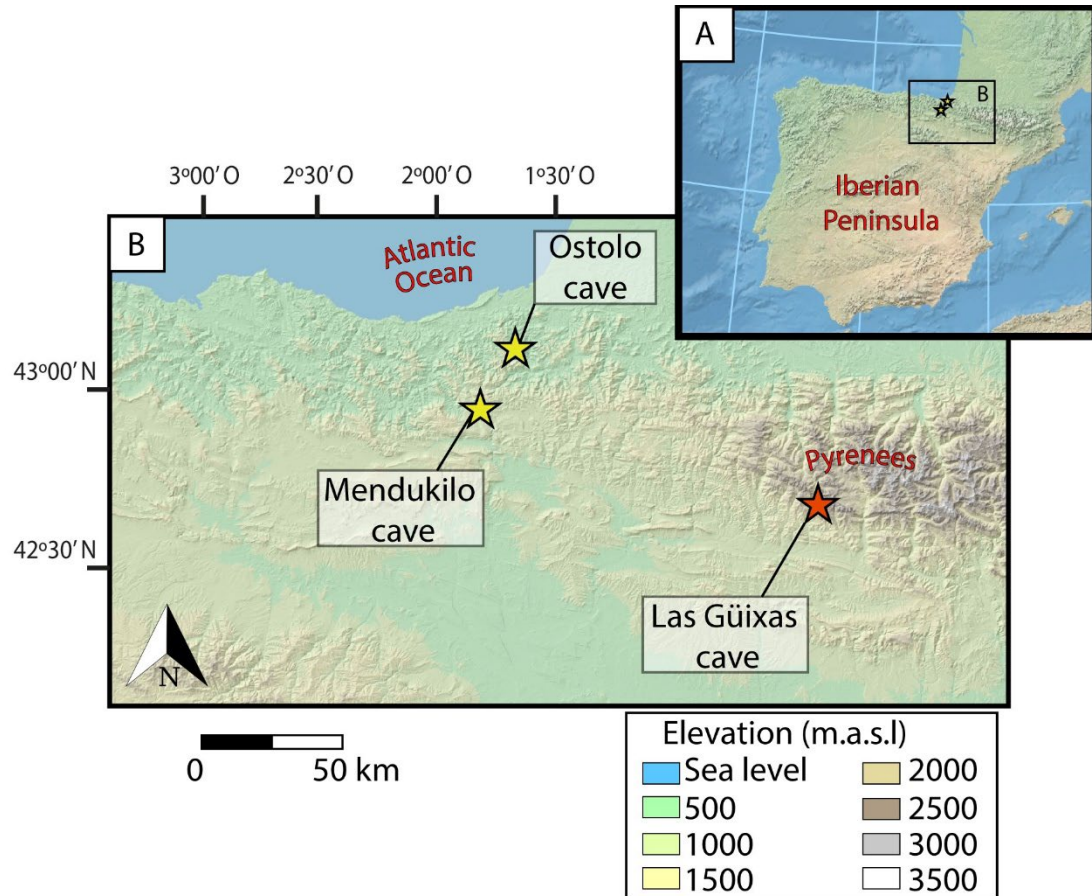 A
B
Iberian
Peninsula
3º00′ O
2º30′ O
2º00′ O
1º30′ O
B
Atlantic
Ocean
Ostolo
cave
43º00′ N
Pyrenees
Mendukilo
cave
42º30′ N
Las Güixas
cave
N
0
50 km
Elevation (m.a.s.l)
Sea level
500
1000
1500
2000
2500
3000
3500